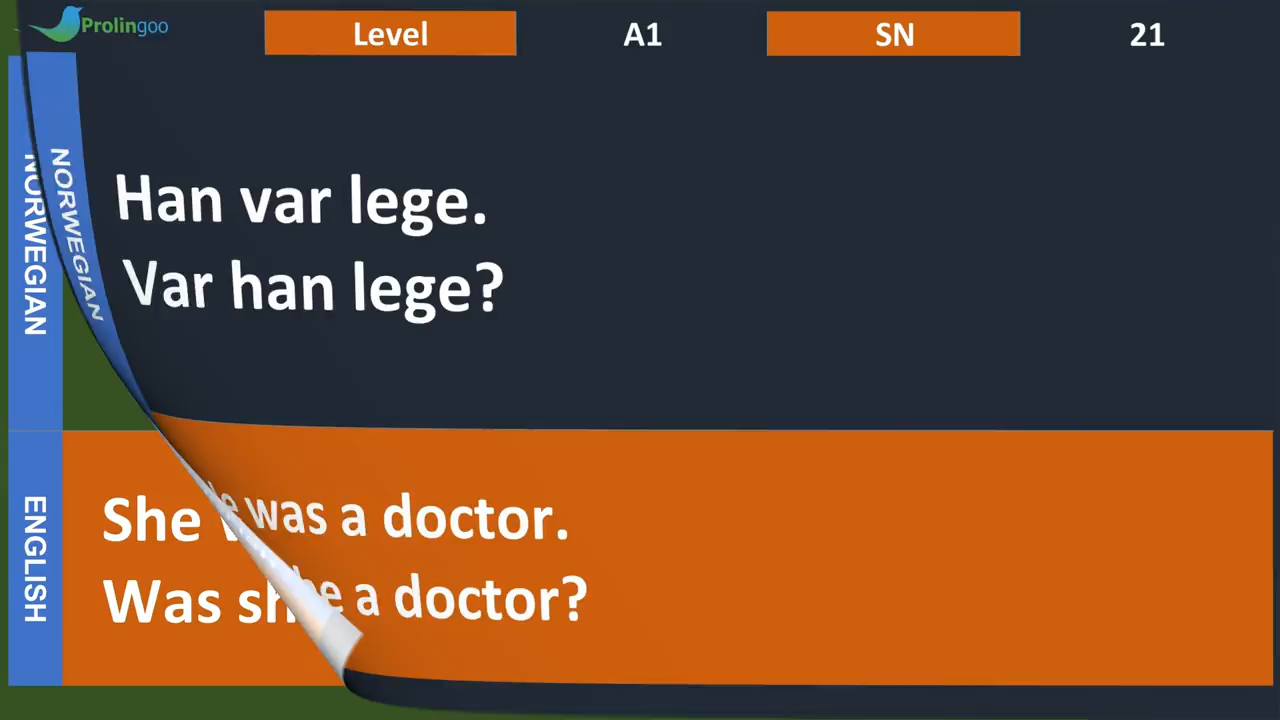 Prolingoo
Level A1 SN 21
NORWEGIAN
NORWEGIAN
Han var lege.
Var han lege?
ENGLISH
She was a doctor.
Was she a doctor?